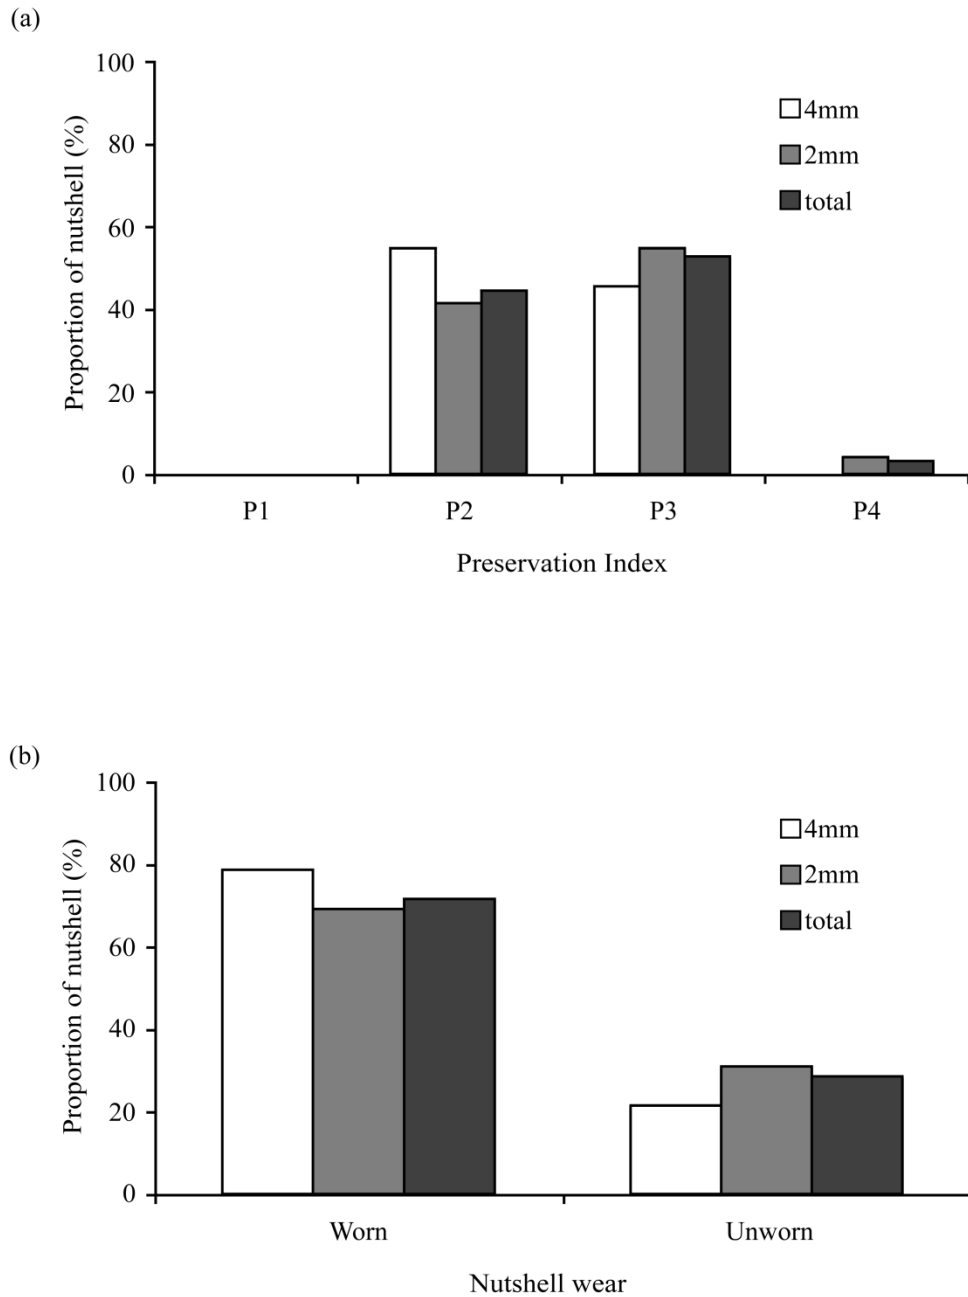 (a)
100
80
60
40
20
0
Proportion of nutshell (%)
4mm
2mm
total
P1 P2 P3 P4
Preservation Index
(b)
100
80
60
40
20
0
Proportion of nutshell (%)
4mm
2mm
total
Worn Unworn
Nutshell wear